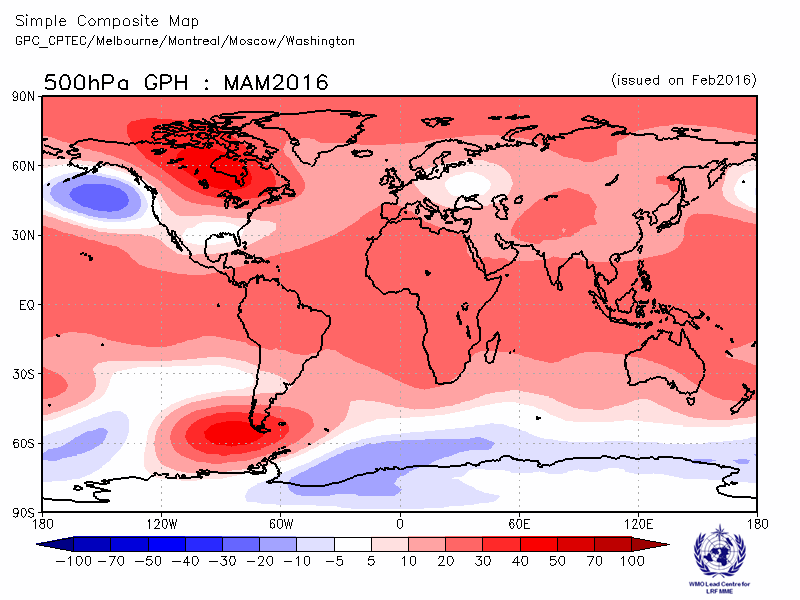 Simple Composite Map
GPC_CPTEC/Melbourne/Montreal/Moscow/Washington
500hPa GPH : MAM2016
(issued on Feb2016)
90N
60N
30N
EQ
30S
60S
90S
180 120W 60W 0 60E 120E 180
-100 -70 -50 -40 -30 -20 -10 -5 5 10 20 30 40 50 70 100
WMO Lead Centre for
LRF MME